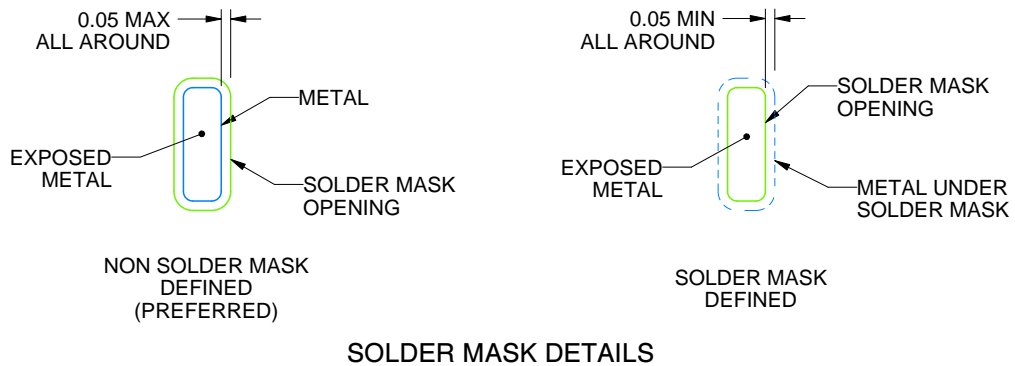 0.05 MAX
ALL AROUND
METAL
EXPOSED
METAL
SOLDER MASK
OPENING
NON SOLDER MASK
DEFINED
(PREFERRED)
0.05 MIN
ALL AROUND
SOLDER MASK
OPENING
EXPOSED
METAL
METAL UNDER
SOLDER MASK
SOLDER MASK
DEFINED
SOLDER MASK DETAILS